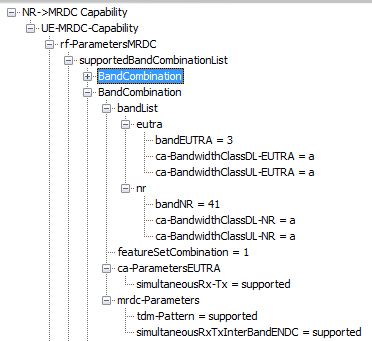 NR->MRDC Capability
UE-MRDC-Capability
rf-ParametersMRDC
supportedBandCombinationList
BandCombination
BandCombination
bandList
eutra
bandEUTRA = 3
ca-BandwidthClassDL-EUTRA = a
ca-BandwidthClassUL-EUTRA = a
nr
bandNR = 41
ca-BandwidthClassDL-NR = a
ca-BandwidthClassUL-NR = a
featureSetCombination = 1
ca-ParametersEUTRA
simultaneousRx-Tx = supported
mrdc-Parameters
tdm-Pattern = supported
simultaneousRxTxInterBandENDC = supported